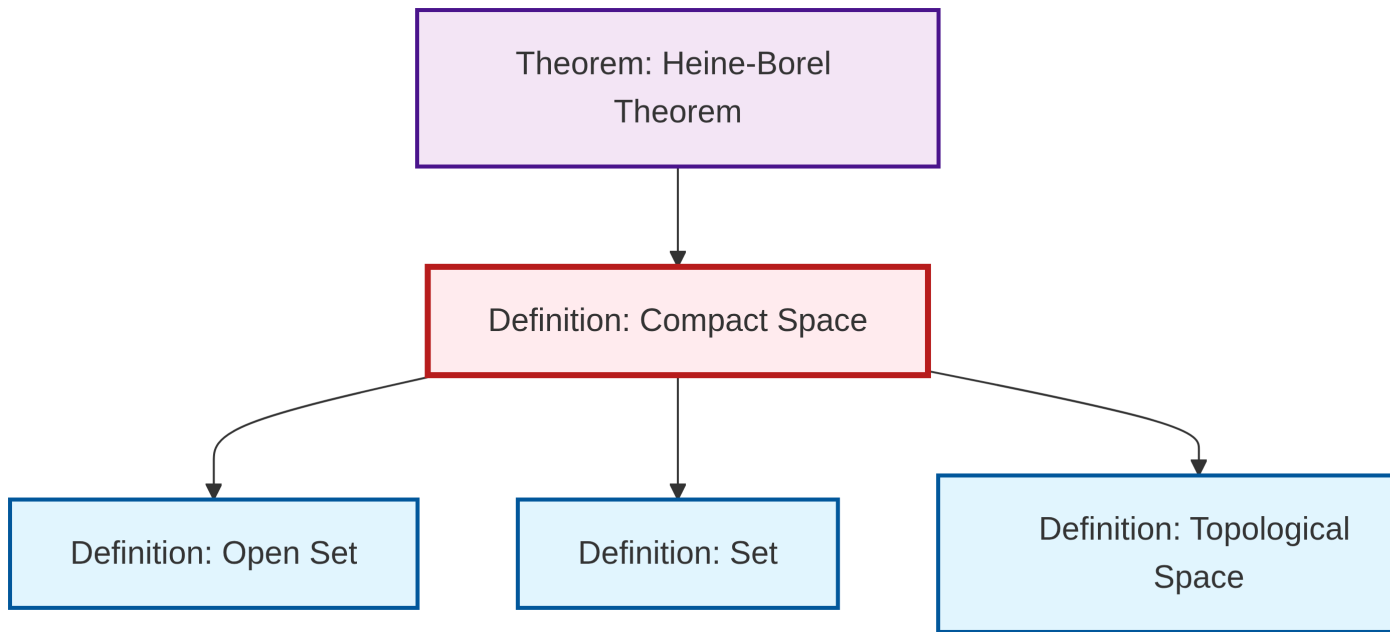 Theorem: Heine-Borel
Theorem
Definition: Compact Space
Definition: Open Set
Definition: Set
Definition: Topological
Space